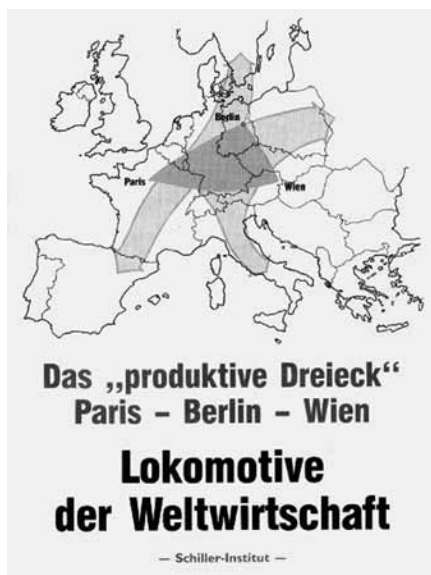 Berlin
Paris
Wien
Das „produktive Dreieck“
Paris – Berlin – Wien
Lokomotive
der Weltwirtschaft
— Schiller-Institut —